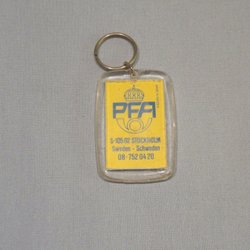 PFA
S-105 02 STOCKHOLM
Sweden - Schweden
08-752 04 20